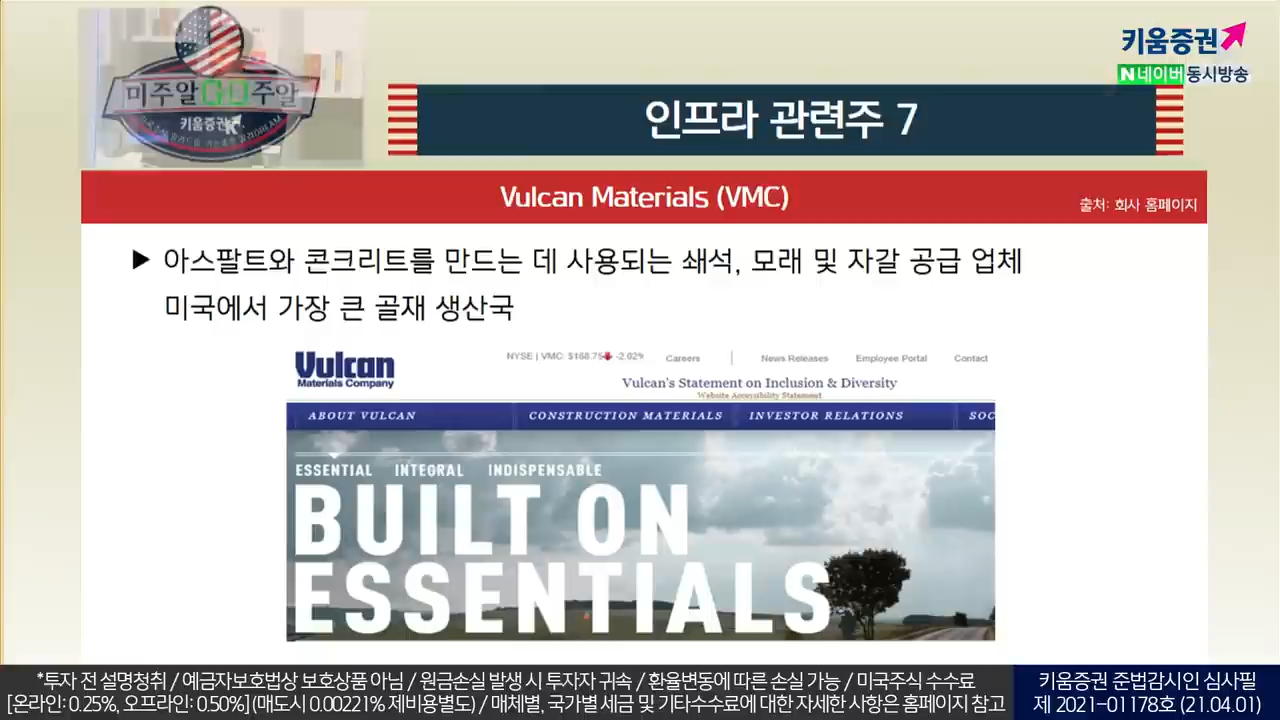 미주알GO주알
키움증권
키움증권
N 네이버 동시방송
인프라 관련주 7
Vulcan Materials (VMC)
출처: 회사 홈페이지
▶ 아스팔트와 콘크리트를 만드는 데 사용되는 쇄석, 모래 및 자갈 공급 업체
미국에서 가장 큰 골재 생산국
Vulcan
Materials Company
NYSE | VMC: $168.75 -2.02% Careers | News Releases Employee Portal Contact
Vulcan's Statement on Inclusion & Diversity
Website Accessibility Statement
ABOUT VULCAN CONSTRUCTION MATERIALS INVESTOR RELATIONS SOC
ESSENTIAL INTEGRAL INDISPENSABLE
BUILT ON
ESSENTIALS
*투자 전 설명청취 / 예금자보호법상 보호상품 아님 / 원금손실 발생 시 투자자 귀속 / 환율변동에 따른 손실 가능 / 미국주식 수수료
[온라인: 0.25%, 오프라인: 0.50%] (매도시 0.00221% 제비용별도) / 매체별, 국가별 세금 및 기타수수료에 대한 자세한 사항은 홈페이지 참고
키움증권 준법감시인 심사필
제 2021-01178호 (21.04.01)